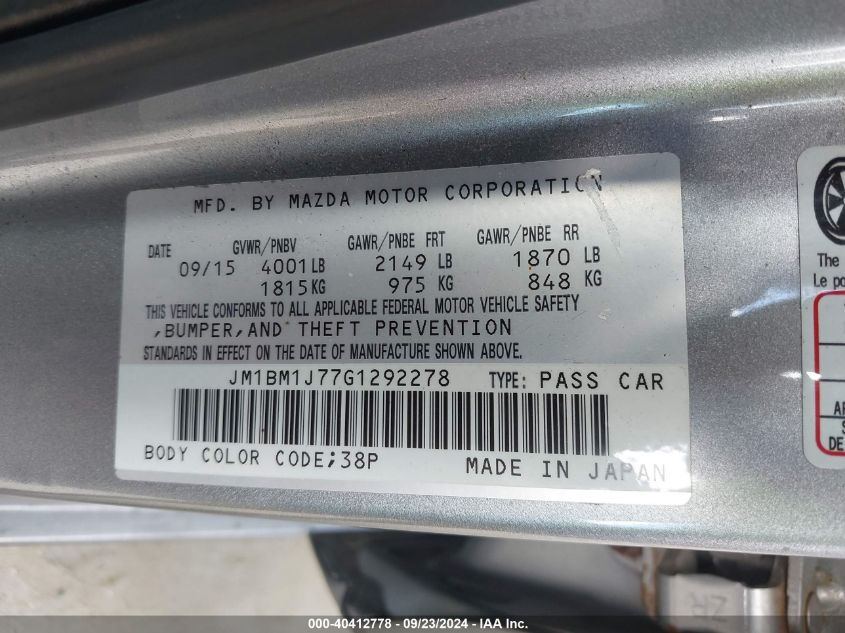 MFD. BY MAZDA MOTOR CORPORATION
DATE GVWR/PNBV GAWR/PNBE FRT GAWR/PNBE RR
09/15 4001 LB 2149 LB 1870 LB
1815 KG 975 KG 848 KG
THIS VEHICLE CONFORMS TO ALL APPLICABLE FEDERAL MOTOR VEHICLE SAFETY
,BUMPER,AND THEFT PREVENTION
STANDARDS IN EFFECT ON THE DATE OF MANUFACTURE SHOWN ABOVE.
JM1BM1J77G1292278 TYPE: PASS CAR
BODY COLOR CODE;38P MADE IN JAPAN
The
Le
DE
ZR
000-40412778 - 09/23/2024 - IAA Inc.